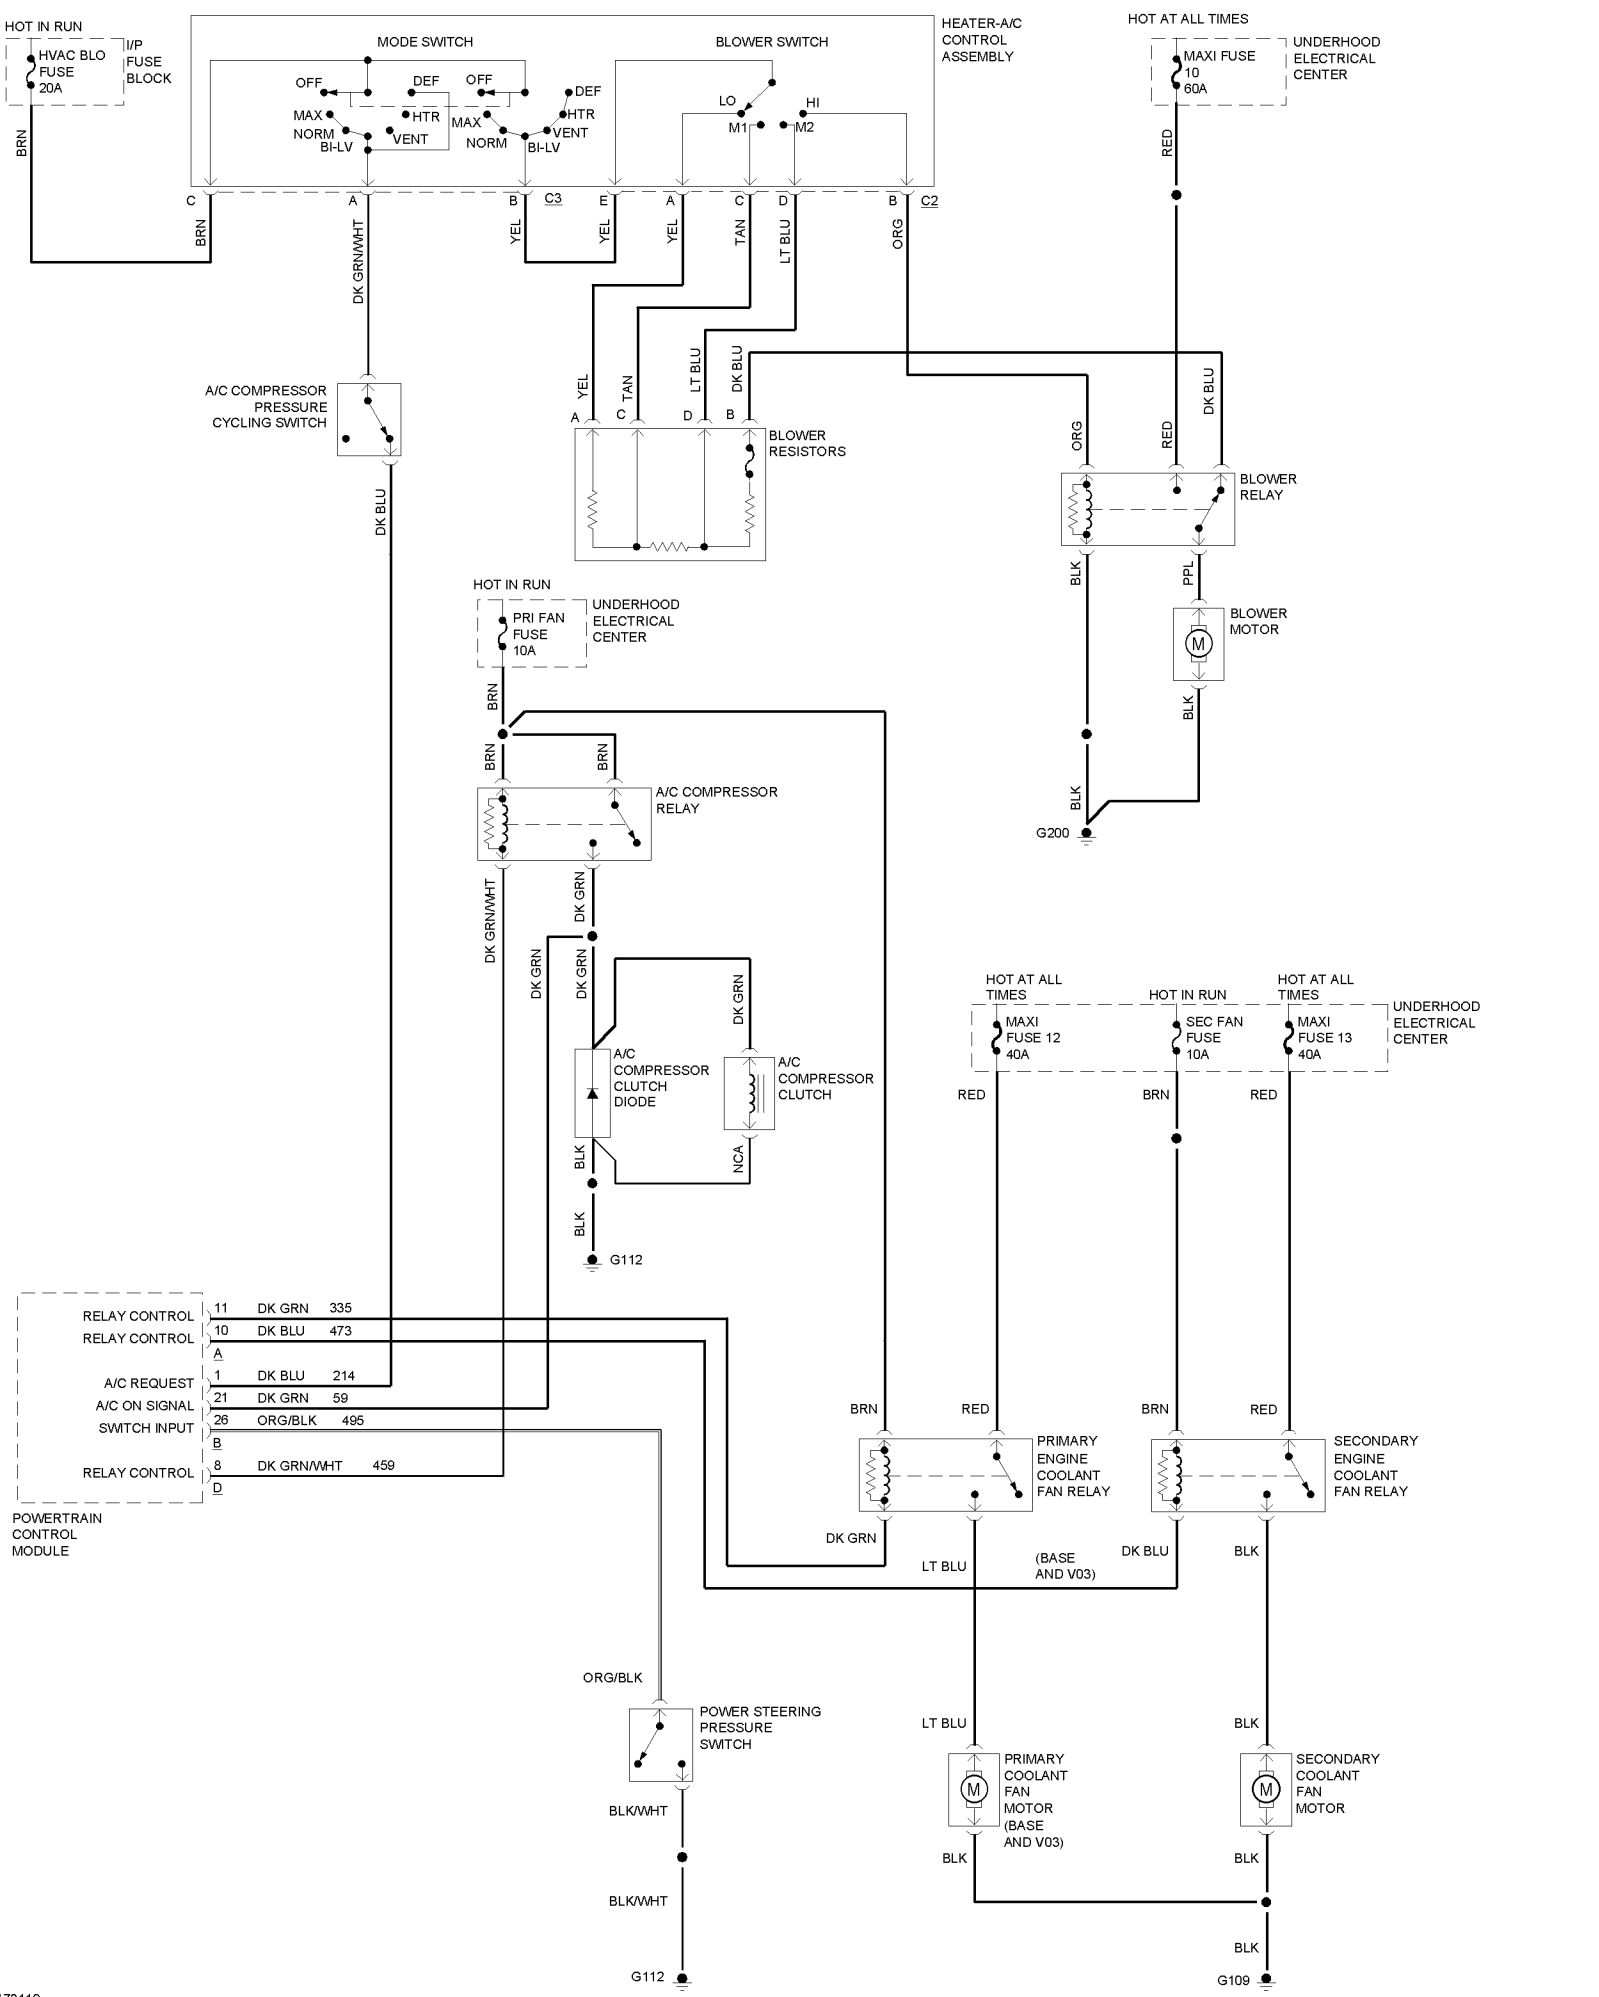 HOT IN RUN
HVAC BLO
FUSE
20A
I/P
FUSE
BLOCK
BRN
MODE SWITCH
BLOWER SWITCH
HEATER-A/C
CONTROL
ASSEMBLY
OFF
DEF
OFF
DEF
MAX
HTR
MAX
HTR
NORM
BI-LV
VENT
NORM
BI-LV
VENT
LO
HI
M1
M2
HOT AT ALL TIMES
MAXI FUSE
10
60A
UNDERHOOD
ELECTRICAL
CENTER
RED
C
A
B
C3
E
A
C
D
B
C2
BRN
DK GRN/WHT
YEL
YEL
YEL
TAN
LT BLU
ORG
A/C COMPRESSOR
PRESSURE
CYCLING SWITCH
DK BLU
YEL
TAN
LT BLU
DK BLU
A
C
D
B
BLOWER
RESISTORS
ORG
RED
DK BLU
BLOWER
RELAY
BLK
PPL
BLOWER
MOTOR
BLK
BLK
G200
HOT IN RUN
PRI FAN
FUSE
10A
UNDERHOOD
ELECTRICAL
CENTER
BRN
BRN
BRN
A/C COMPRESSOR
RELAY
DK GRN/WHT
DK GRN
DK GRN
DK GRN
DK GRN
A/C
COMPRESSOR
CLUTCH
DIODE
A/C
COMPRESSOR
CLUTCH
BLK
NCA
BLK
G112
HOT AT ALL
TIMES
HOT IN RUN
HOT AT ALL
TIMES
MAXI
FUSE 12
40A
SEC FAN
FUSE
10A
MAXI
FUSE 13
40A
UNDERHOOD
ELECTRICAL
CENTER
RED
BRN
RED
RELAY CONTROL
11
DK GRN
335
RELAY CONTROL
10
DK BLU
473
A
A/C REQUEST
1
DK BLU
214
A/C ON SIGNAL
21
DK GRN
59
SWITCH INPUT
26
ORG/BLK
495
B
RELAY CONTROL
8
DK GRN/WHT
459
D
POWERTRAIN
CONTROL
MODULE
BRN
RED
BRN
RED
PRIMARY
ENGINE
COOLANT
FAN RELAY
SECONDARY
ENGINE
COOLANT
FAN RELAY
DK GRN
LT BLU
(BASE
AND V03)
DK BLU
BLK
ORG/BLK
POWER STEERING
PRESSURE
SWITCH
BLK/WHT
BLK/WHT
G112
LT BLU
BLK
M
PRIMARY
COOLANT
FAN
MOTOR
(BASE
AND V03)
M
SECONDARY
COOLANT
FAN
MOTOR
BLK
BLK
BLK
G109
M